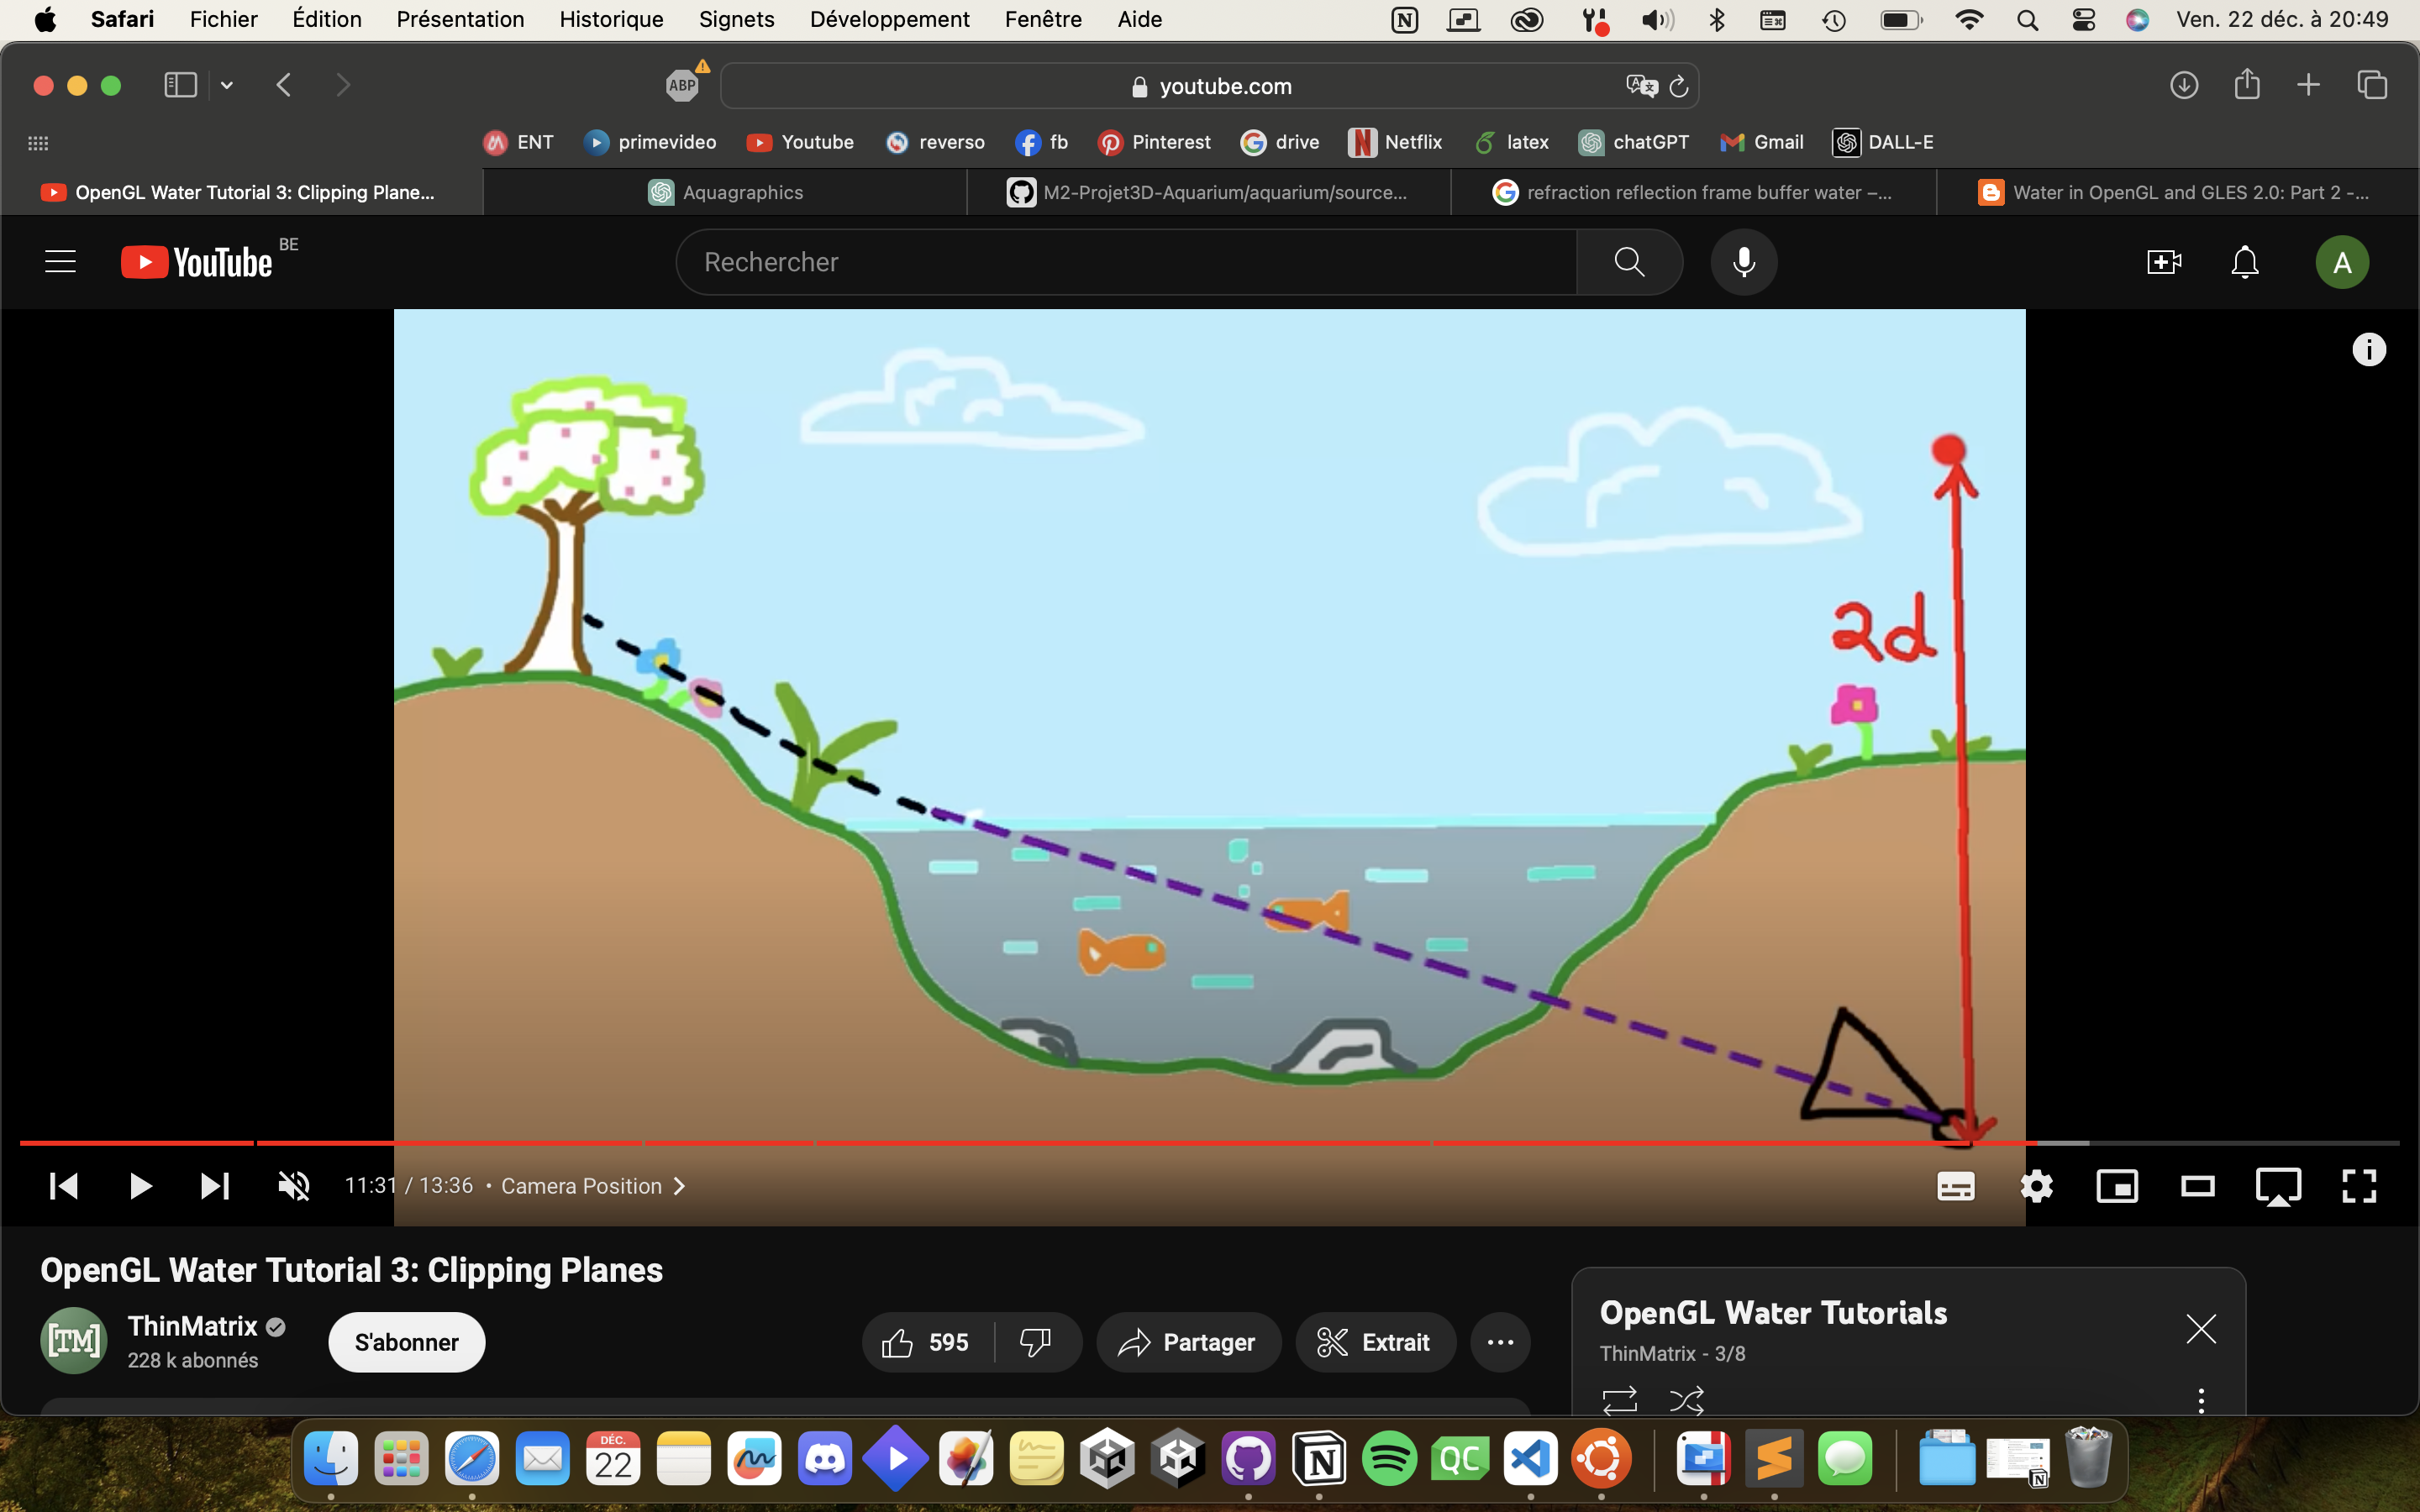 Safari Fichier Édition Présentation Historique Signets Développement Fenêtre Aide Ven. 22 déc. à 20:49
ABP youtube.com
ENT primevideo Youtube reverso fb Pinterest drive Netflix latex chatGPT Gmail DALL-E
OpenGL Water Tutorial 3: Clipping Plane... Aquagraphics M2-Projet3D-Aquarium/aquarium/source... refraction reflection frame buffer water –... Water in OpenGL and GLES 2.0: Part 2 -...
YouTube BE Rechercher A
2d
11:31 / 13:36 • Camera Position
OpenGL Water Tutorial 3: Clipping Planes
[TM] ThinMatrix
228 k abonnés
S'abonner
595 Partager Extrait
OpenGL Water Tutorials
ThinMatrix - 3/8
DÉC.
22
QC